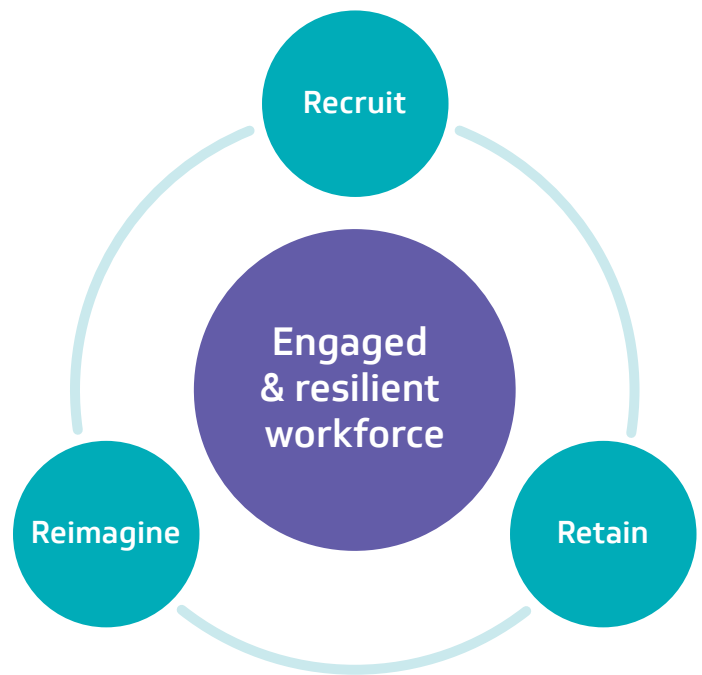 Recruit
Engaged
& resilient
workforce
Reimagine
Retain